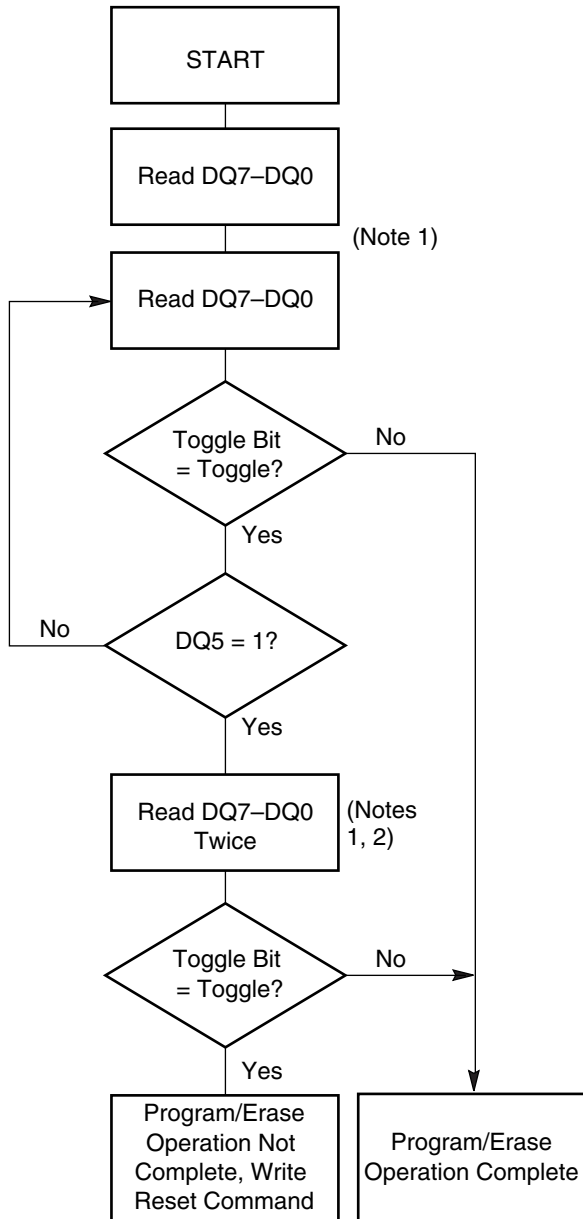 START
Read DQ7–DQ0
(Note 1)
Read DQ7–DQ0
Toggle Bit
= Toggle?
No
Yes
No
DQ5 = 1?
Yes
Read DQ7–DQ0
Twice
(Notes
1, 2)
Toggle Bit
= Toggle?
No
Yes
Program/Erase
Operation Not
Complete, Write
Reset Command
Program/Erase
Operation Complete